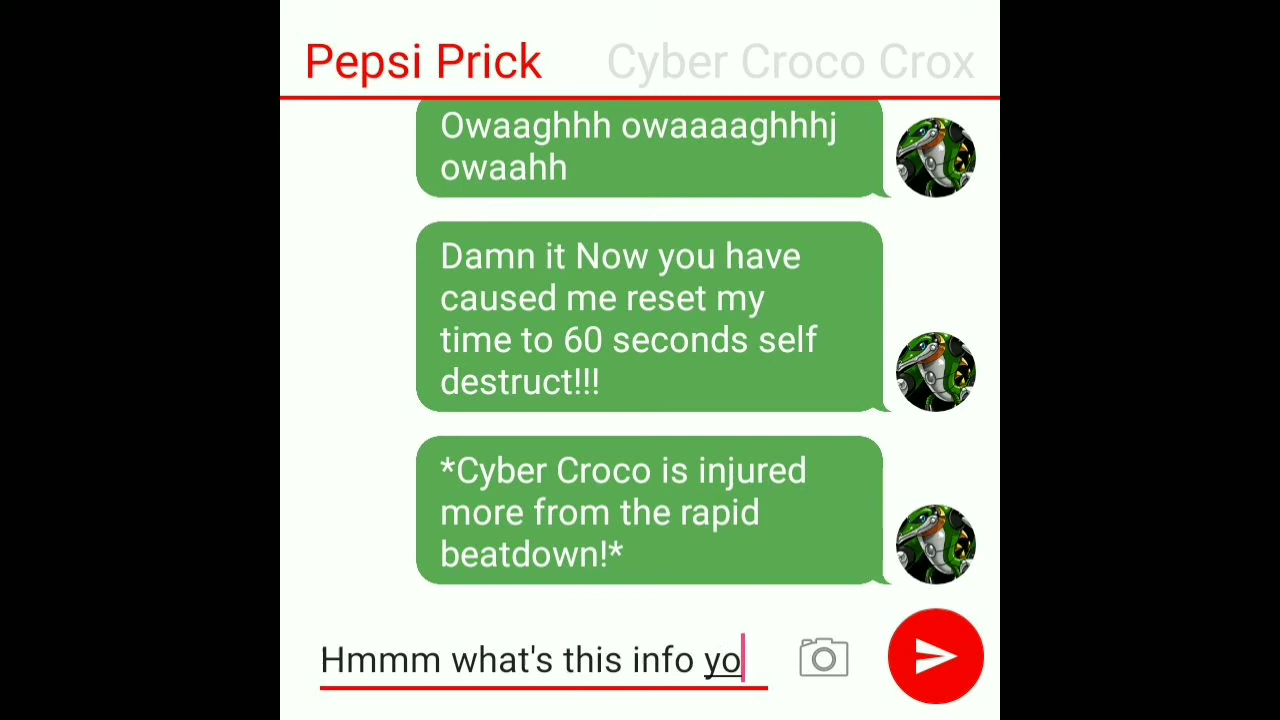 Pepsi Prick Cyber Croco Crox
Owaaghhh owaaaaghhhj
owaahh
Damn it Now you have
caused me reset my
time to 60 seconds self
destruct!!!
*Cyber Croco is injured
more from the rapid
beatdown!*
Hmmm what's this info yo